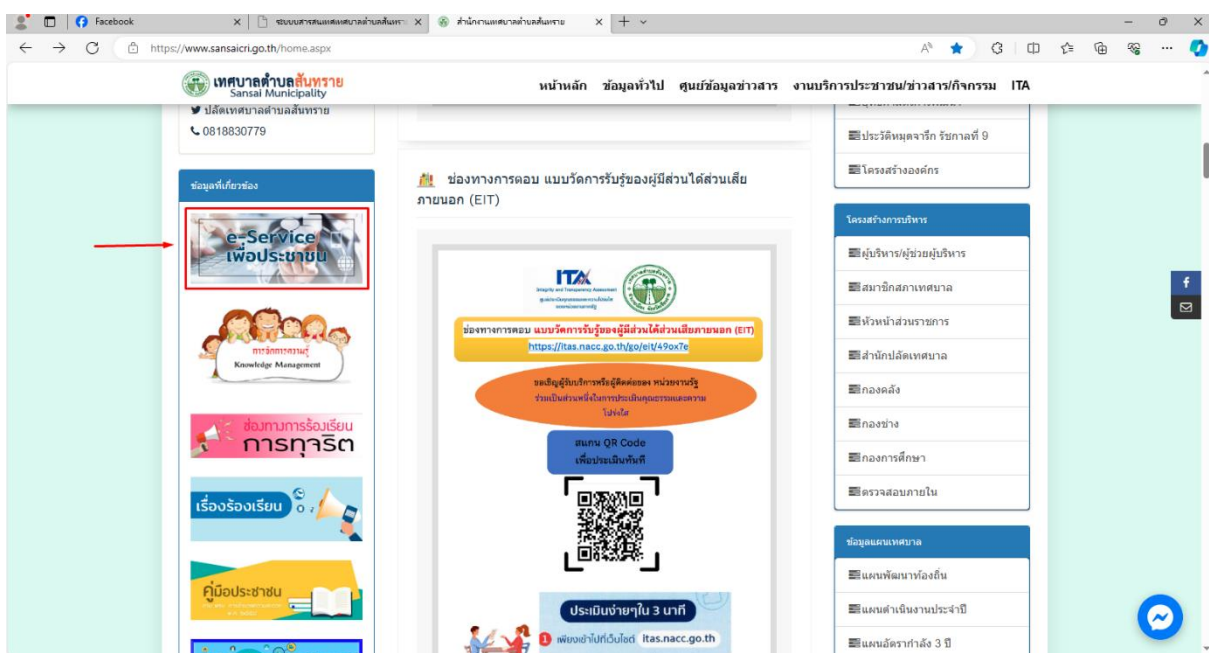 Facebook
ระบบสารสนเทศเทศบาลตำบลสันทรา
สำนักงานเทศบาลตำบลสันทราย
https://www.sansaicri.go.th/home.aspx
เทศบาลตำบลสันทราย
Sansai Municipality
หน้าหลัก ข้อมูลทั่วไป ศูนย์ข้อมูลข่าวสาร งานบริการประชาชน/ข่าวสาร/กิจกรรม ITA
ปลัดเทศบาลตำบลสันทราย
0818830779
ข้อมูลที่เกี่ยวข้อง
e-Service
เพื่อประชาชน
การจัดการความรู้
Knowledge Management
ช่องทางการร้องเรียน
การทุจริต
เรื่องร้องเรียน
คู่มือประชาชน
ช่องทางการตอบ แบบวัดการรับรู้ของผู้มีส่วนได้ส่วนเสีย
ภายนอก (EIT)
ITA
Integrity and Transparency Assessment
ช่องทางการตอบ แบบวัดการรับรู้ของผู้มีส่วนได้ส่วนเสียภายนอก (EIT)
https://itas.nacc.go.th/go/eit/49ox7e
ขอเชิญผู้รับบริการหรือผู้ติดต่อของ หน่วยงานรัฐ
ร่วมเป็นส่วนหนึ่งในการประเมินคุณธรรมและความ
โปร่งใส
สแกน QR Code
เพื่อประเมินทันที
ประเมินง่ายๆใน 3 นาที
1 เพียงเข้าไปที่เว็บไซต์ itas.nacc.go.th
ยุทธศาสตร์การพัฒนา
ประวัติหมุดจารึก รัชกาลที่ 9
โครงสร้างองค์กร
โครงสร้างการบริหาร
ผู้บริหาร/ผู้ช่วยผู้บริหาร
สมาชิกสภาเทศบาล
หัวหน้าส่วนราชการ
สำนักปลัดเทศบาล
กองคลัง
กองช่าง
กองการศึกษา
ตรวจสอบภายใน
ข้อมูลแผนเทศบาล
แผนพัฒนาท้องถิ่น
แผนดำเนินงานประจำปี
แผนอัตรากำลัง 3 ปี